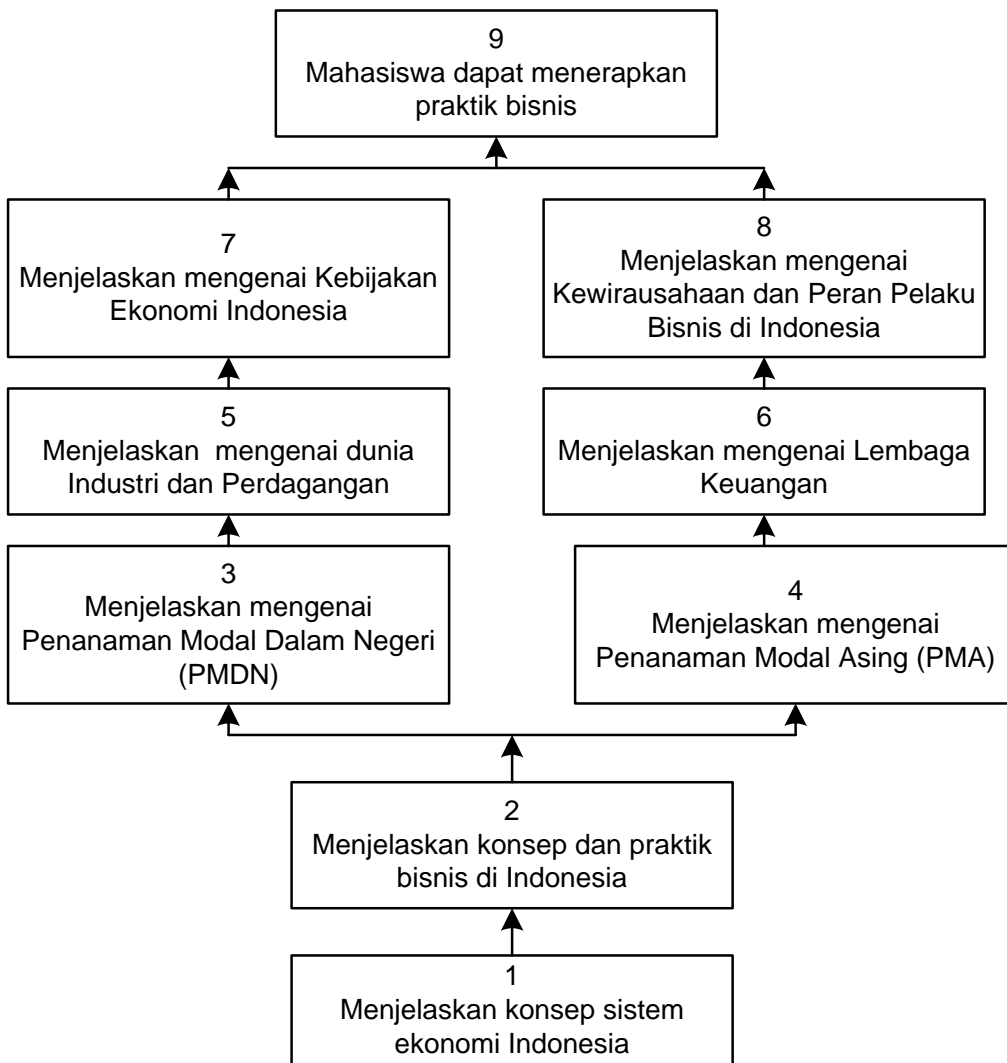 9
Mahasiswa dapat menerapkan
praktik bisnis
7
Menjelaskan mengenai Kebijakan
Ekonomi Indonesia
8
Menjelaskan mengenai
Kewirausahaan dan Peran Pelaku
Bisnis di Indonesia
5
Menjelaskan mengenai dunia
Industri dan Perdagangan
6
Menjelaskan mengenai Lembaga
Keuangan
3
Menjelaskan mengenai
Penanaman Modal Dalam Negeri
(PMDN)
4
Menjelaskan mengenai
Penanaman Modal Asing (PMA)
2
Menjelaskan konsep dan praktik
bisnis di Indonesia
1
Menjelaskan konsep sistem
ekonomi Indonesia